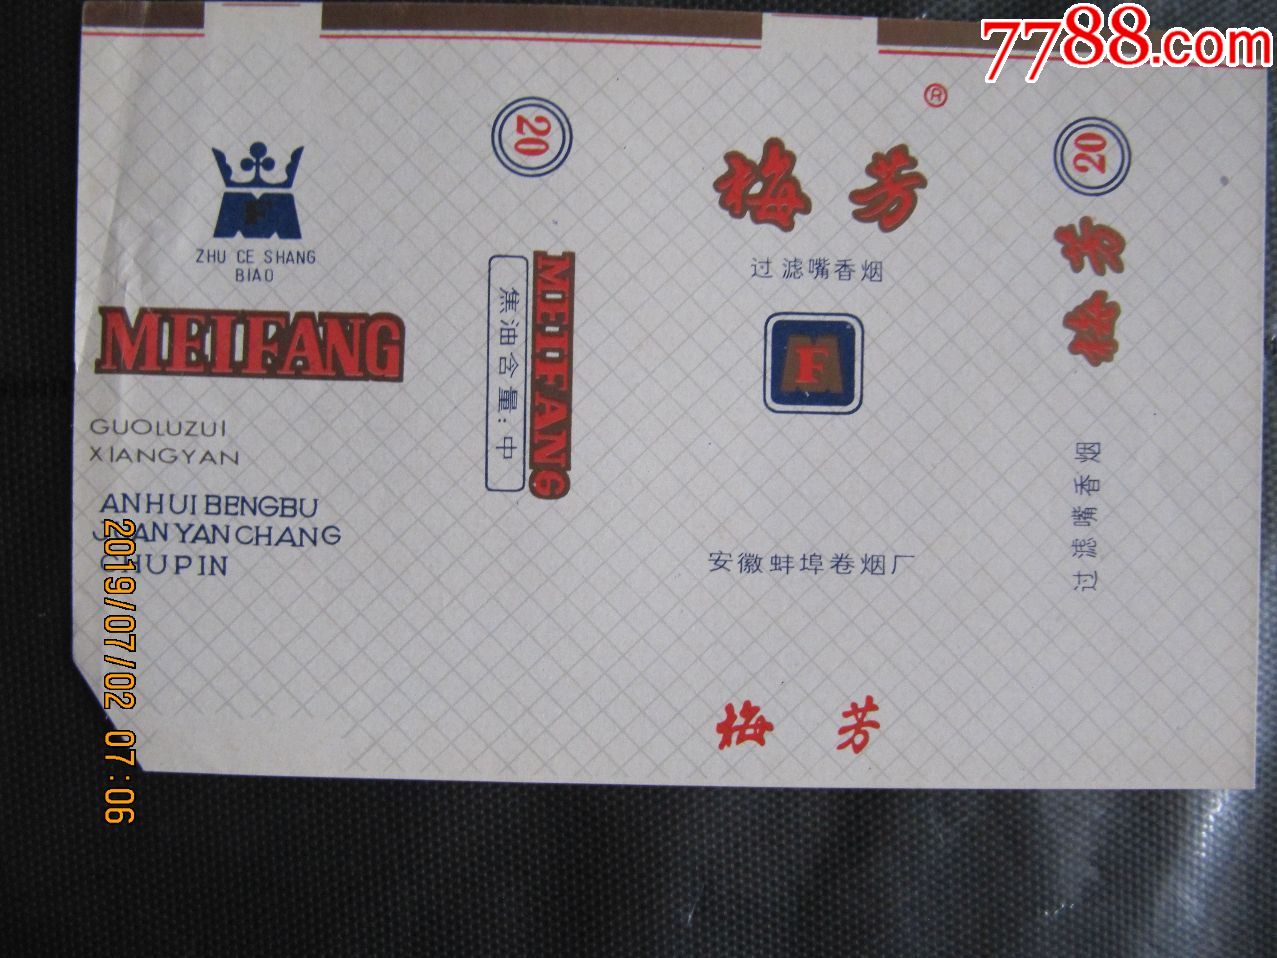 7788.com
ZHU CE SHANG
BIAO
MEIFANG
GUOLUZUI
XIANGYAN
ANHUI BENGBU
JUAN YAN CHANG
CHUPIN
20
MEIFANG
焦油含量:中
®
梅芳
过滤嘴香烟
F
安徽蚌埠卷烟厂
梅芳
20
梅芳
过滤嘴香烟
2019/07/02 07:06